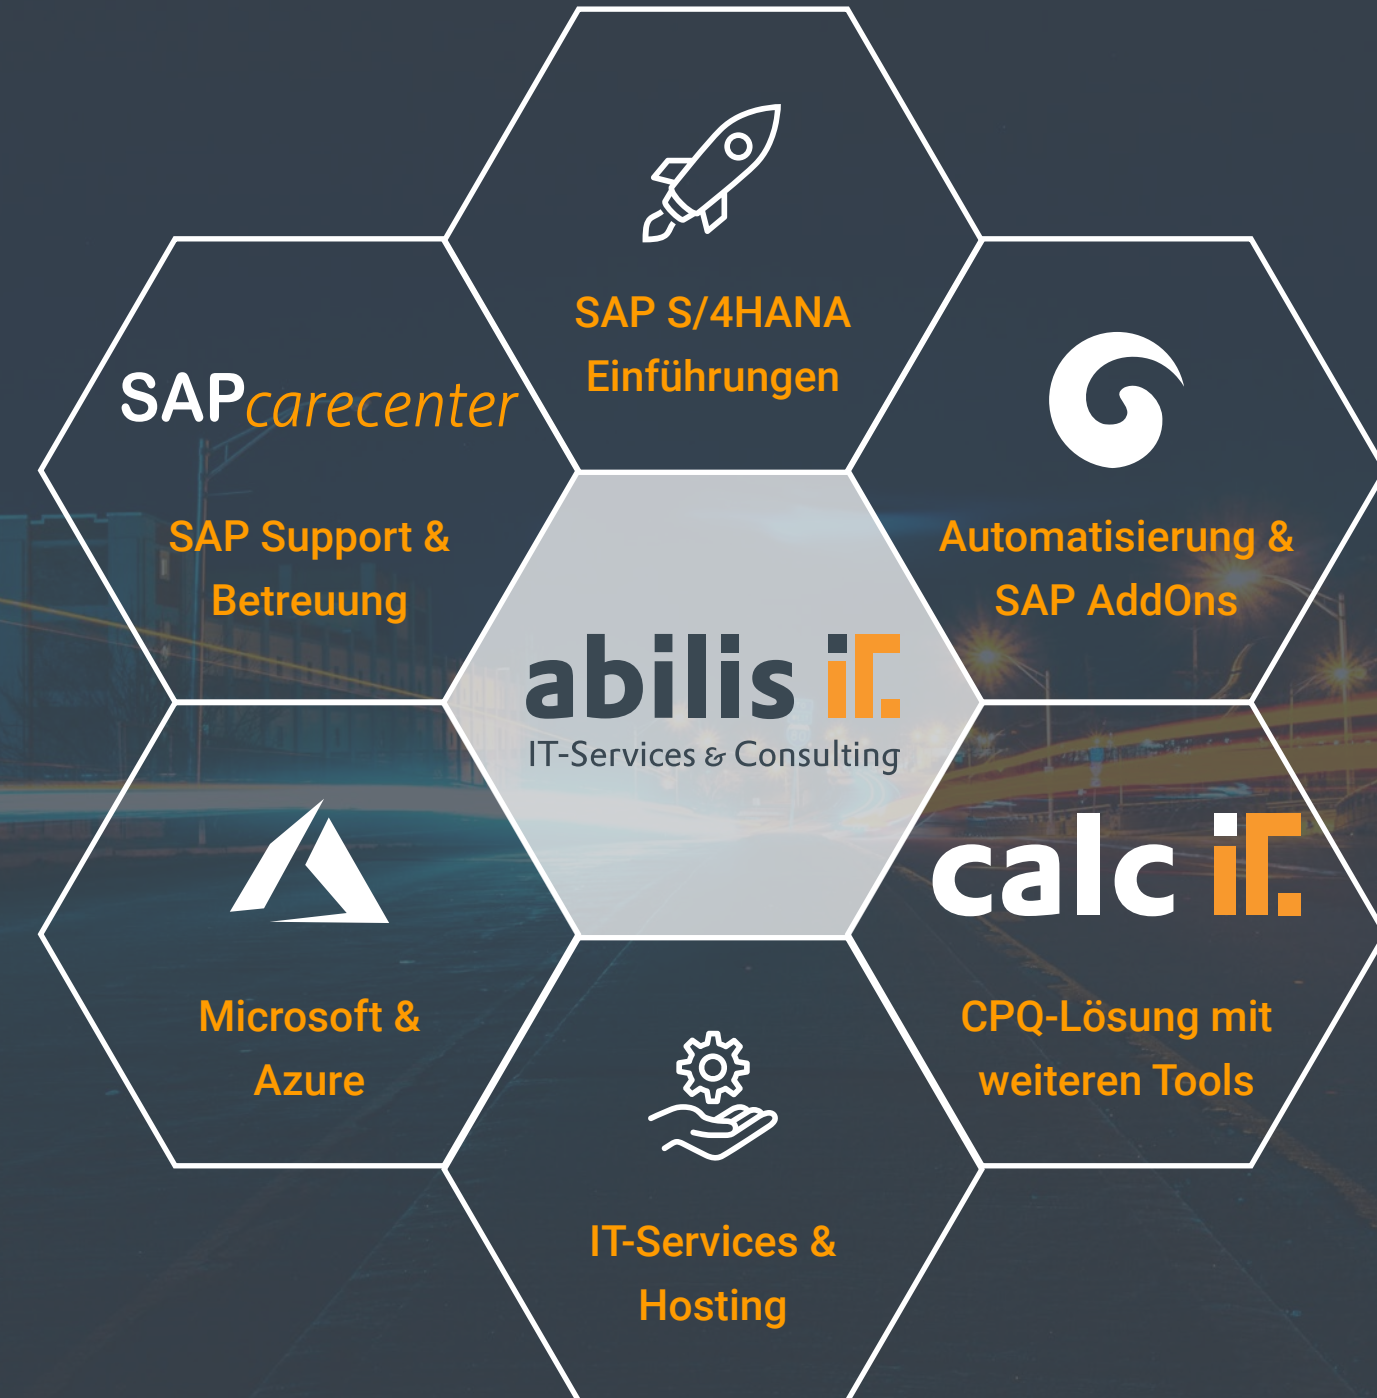 SAP S/4HANA
Einführungen
SAPcarecenter
SAP Support &
Betreuung
Automatisierung &
SAP AddOns
abilis iT.
IT-Services & Consulting
Microsoft &
Azure
calc iT.
CPQ-Lösung mit
weiteren Tools
IT-Services &
Hosting